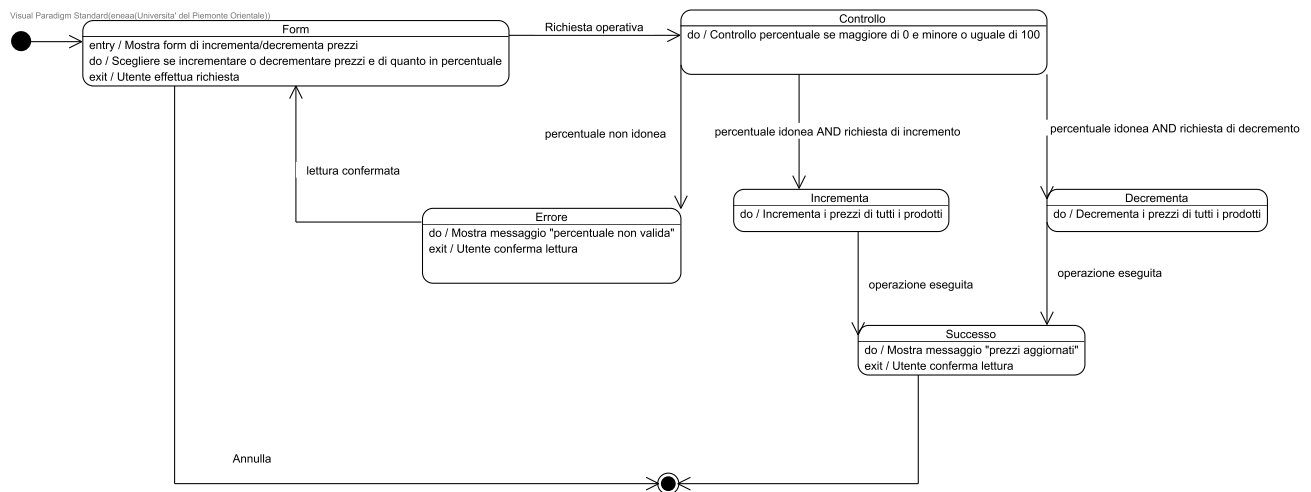 Visual Paradigm Standard(eneaa(Universita' del Piemonte Orientale))
Form
entry / Mostra form di incrementa/decrementa prezzi
do / Scegliere se incrementare o decrementare prezzi e di quanto in percentuale
exit / Utente effettua richiesta
Richiesta operativa
Controllo
do / Controllo percentuale se maggiore di 0 e minore o uguale di 100
percentuale non idonea
percentuale idonea AND richiesta di incremento
percentuale idonea AND richiesta di decremento
lettura confermata
Errore
do / Mostra messaggio "percentuale non valida"
exit / Utente conferma lettura
Incrementa
do / Incrementa i prezzi di tutti i prodotti
Decrementa
do / Decrementa i prezzi di tutti i prodotti
operazione eseguita
operazione eseguita
Successo
do / Mostra messaggio "prezzi aggiornati"
exit / Utente conferma lettura
Annulla